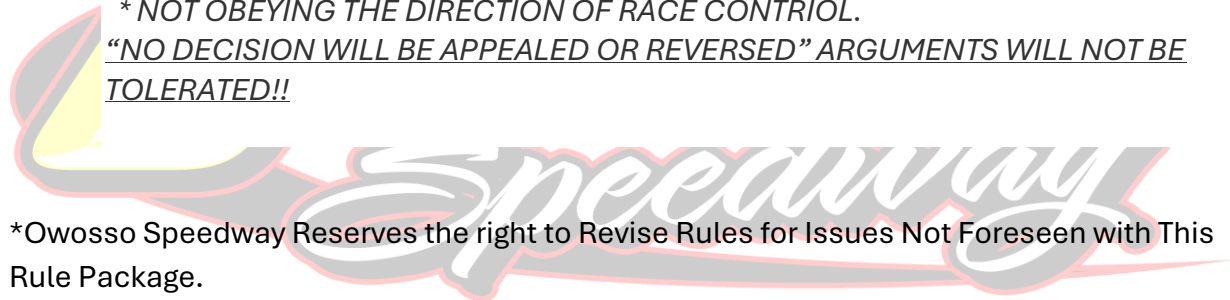 * NOT OBEYING THE DIRECTION OF RACE CONTRIOL.
“NO DECISION WILL BE APPEALED OR REVERSED” ARGUMENTS WILL NOT BE
TOLERATED!!
Speedway
*Owosso Speedway Reserves the right to Revise Rules for Issues Not Foreseen with This
Rule Package.